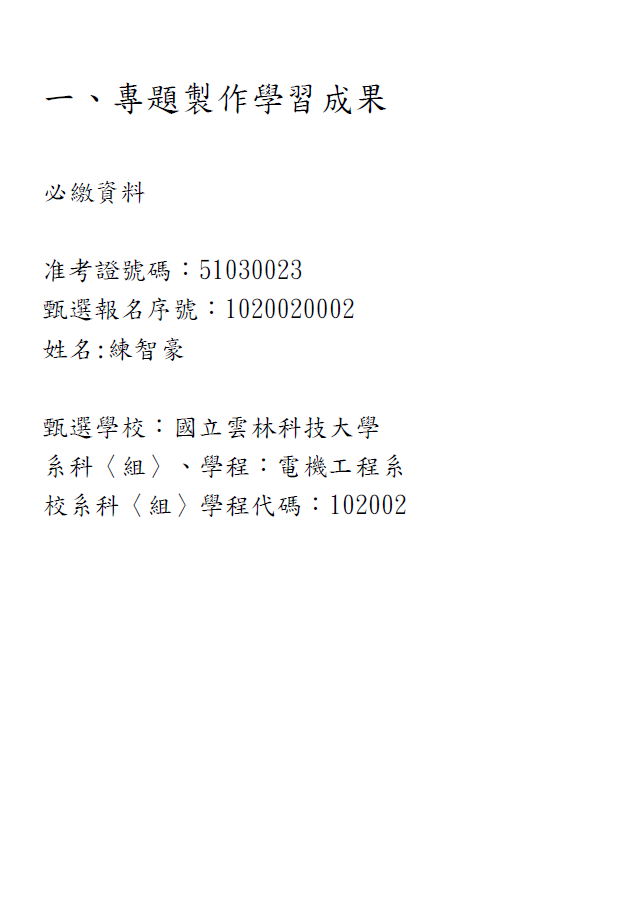 一、專題製作學習成果
必繳資料
准考證號碼：51030023
甄選報名序號：1020020002
姓名:練智豪
甄選學校：國立雲林科技大學
系科〈組〉、學程：電機工程系
校系科〈組〉學程代碼：102002